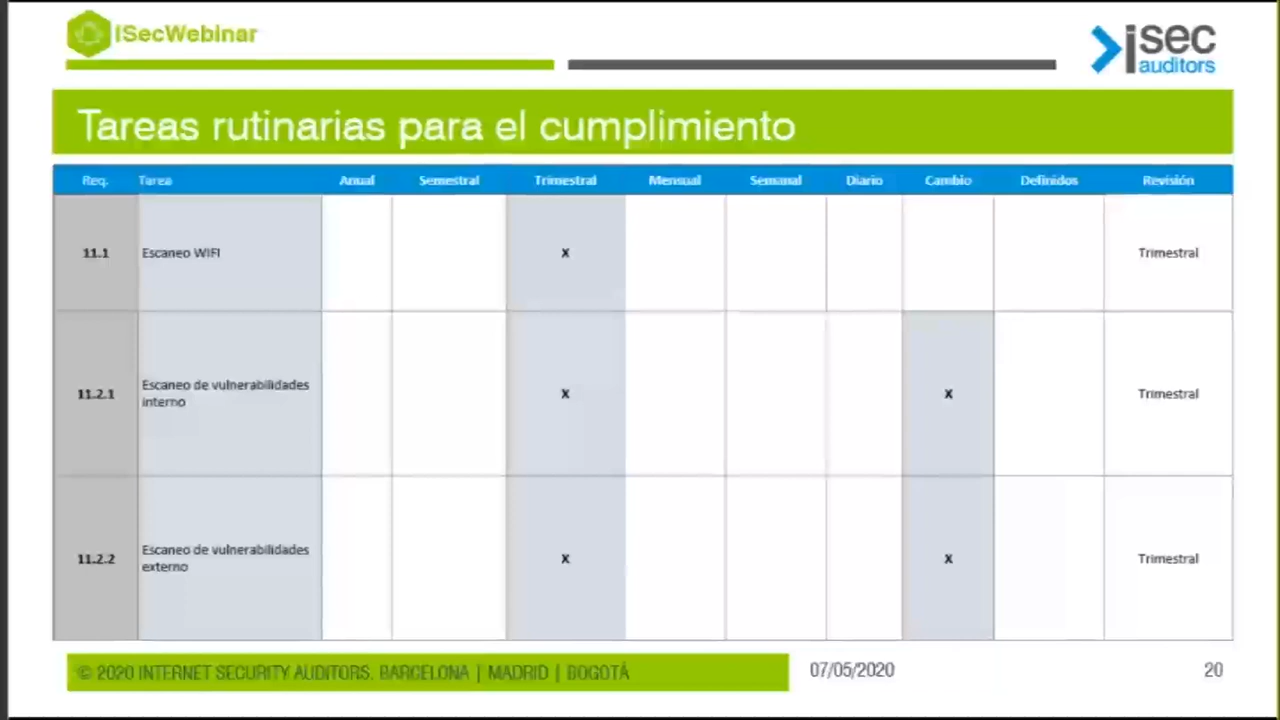 ISecWebinar
isec
auditors
Tareas rutinarias para el cumplimiento
Req. Tarea Anual Semestral Trimestral Mensual Semanal Diario Cambio Definidos Revisión
11.1 Escaneo WIFI X Trimestral
11.2.1 Escaneo de vulnerabilidades interno X X Trimestral
11.2.2 Escaneo de vulnerabilidades externo X X Trimestral
© 2020 INTERNET SECURITY AUDITORS. BARCELONA | MADRID | BOGOTÁ 07/05/2020 20